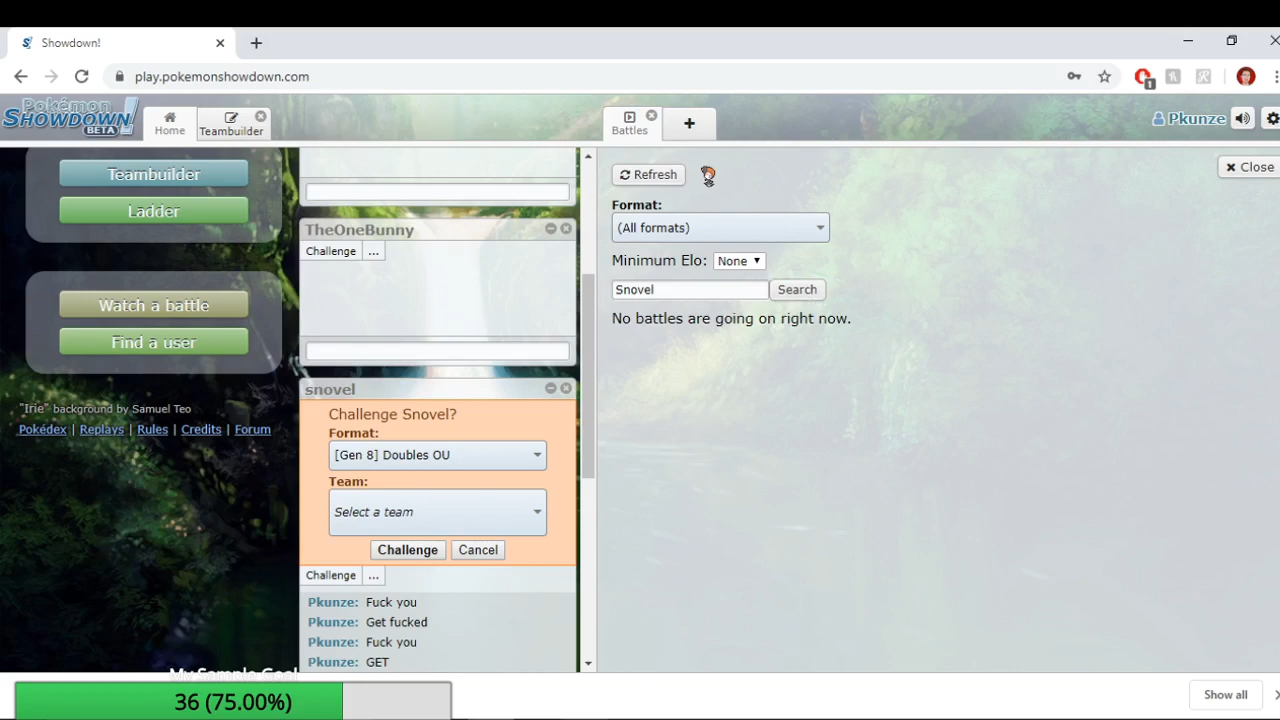 Showdown!
play.pokemonshowdown.com
1
Pokémon
SHOWDOWN!
BETA
Home
Teambuilder
Battles
Pkunze
Teambuilder
Ladder
Watch a battle
Find a user
"Irie" background by Samuel Teo
Pokédex | Replays | Rules | Credits | Forum
TheOneBunny
Challenge ...
snovel
Challenge Snovel?
Format:
[Gen 8] Doubles OU
Team:
Select a team
Challenge Cancel
Challenge ...
Pkunze: Fuck you
Pkunze: Get fucked
Pkunze: Fuck you
Pkunze: GET
Refresh
Close
Format:
(All formats)
Minimum Elo: None
Snovel Search
No battles are going on right now.
My Sample Goal
36 (75.00%)
Show all